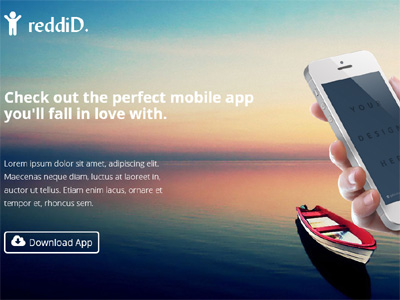 reddiD.
Check out the perfect mobile app
you'll fall in love with.
Lorem ipsum dolor sit amet, adipiscing elit.
Maecenas neque diam, luctus at laoreet in,
auctor ut tellus. Etiam enim lacus, ornare et
tempor et, rhoncus sem.
Download App
YOUR
DESIGN
HERE